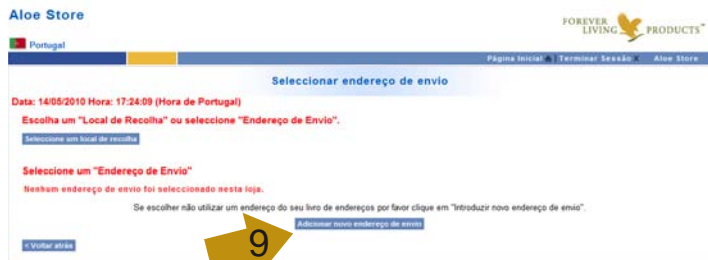 Aloe Store
FOREVER
LIVING
PRODUCTS™
Portugal
Página Inicial | Terminar Sessão X Aloe Store
Seleccionar endereço de envio
Data: 14/05/2010 Hora: 17:24:09 (Hora de Portugal)
Escolha um "Local de Recolha" ou seleccione "Endereço de Envio".
Seleccione um local de recolha
Seleccione um "Endereço de Envio"
Nenhum endereço de envio foi seleccionado nesta loja.
Se escolher não utilizar um endereço do seu livro de endereços por favor clique em "Introduzir novo endereço de envio".
Adicionar novo endereço de envio
9
< Voltar atrás